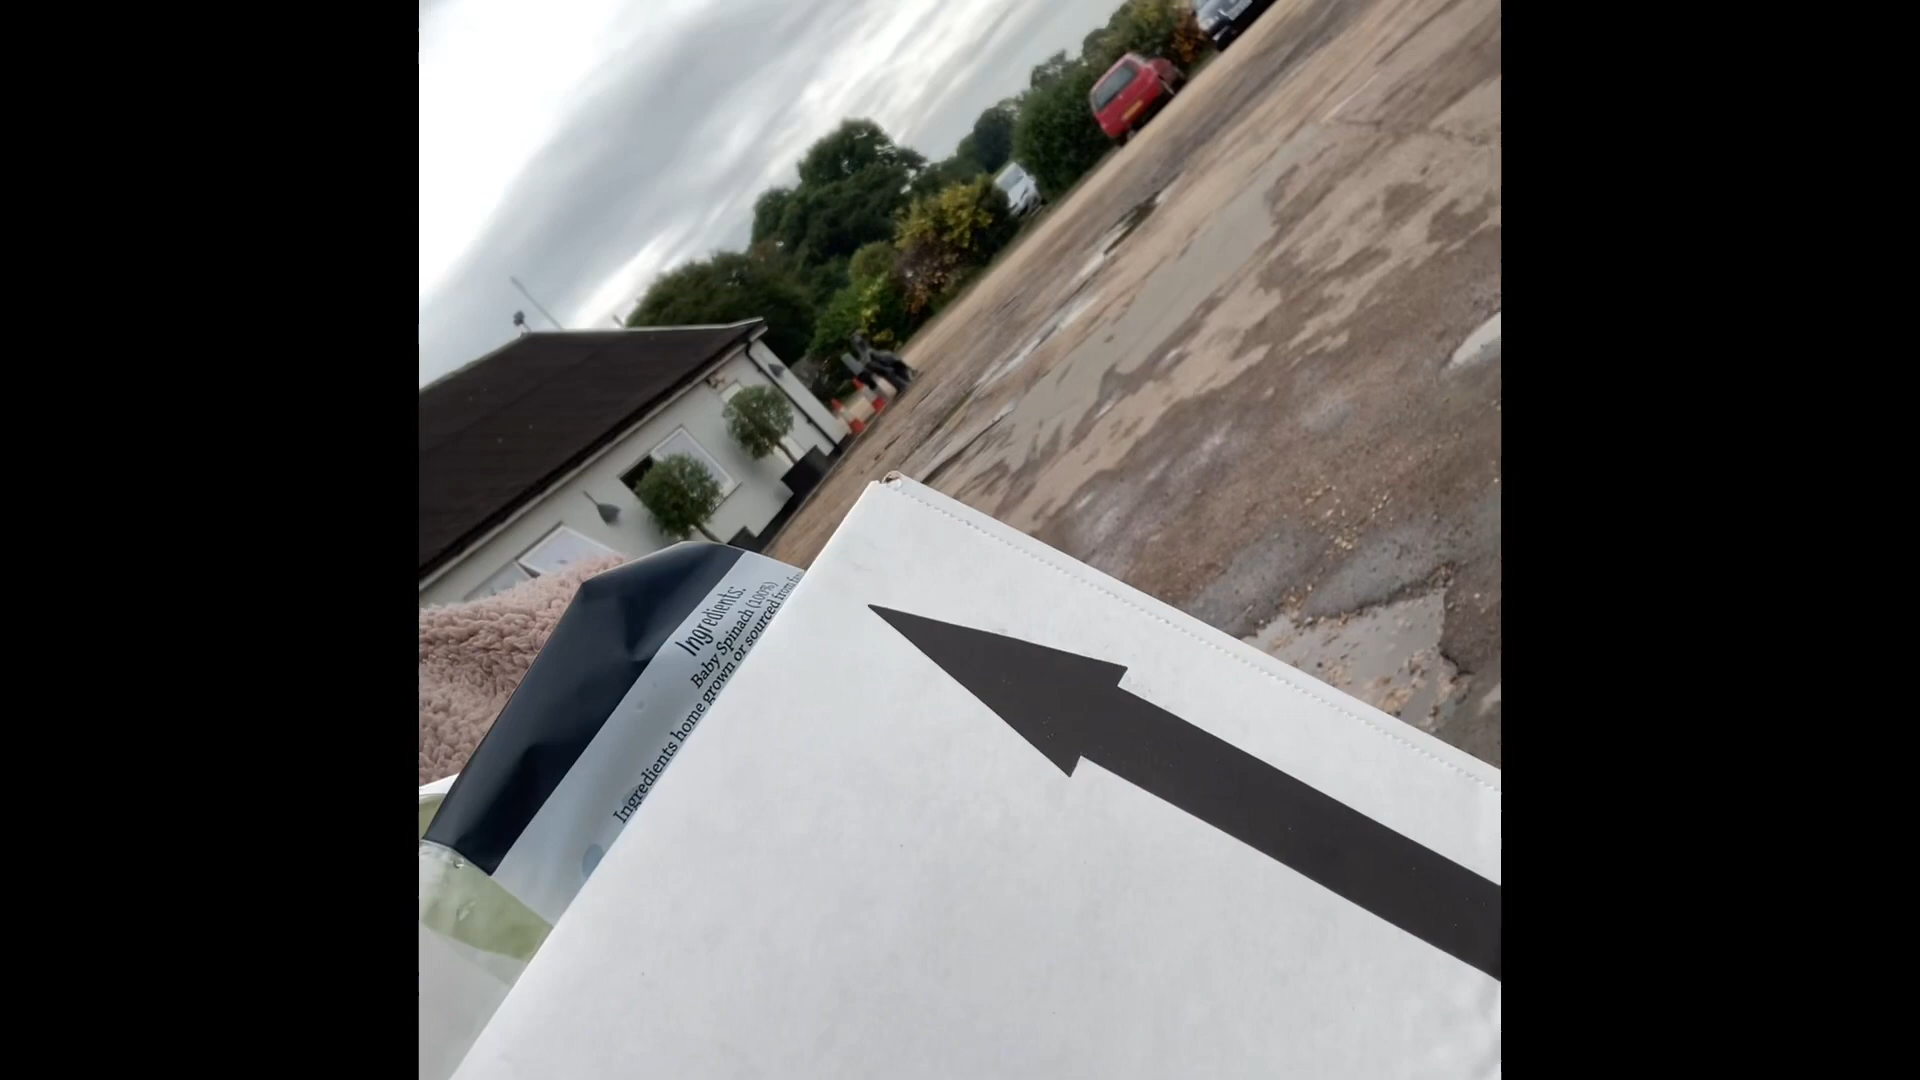 Ingredients:
Baby Spinach (100%)
Ingredients home grown or sourced from